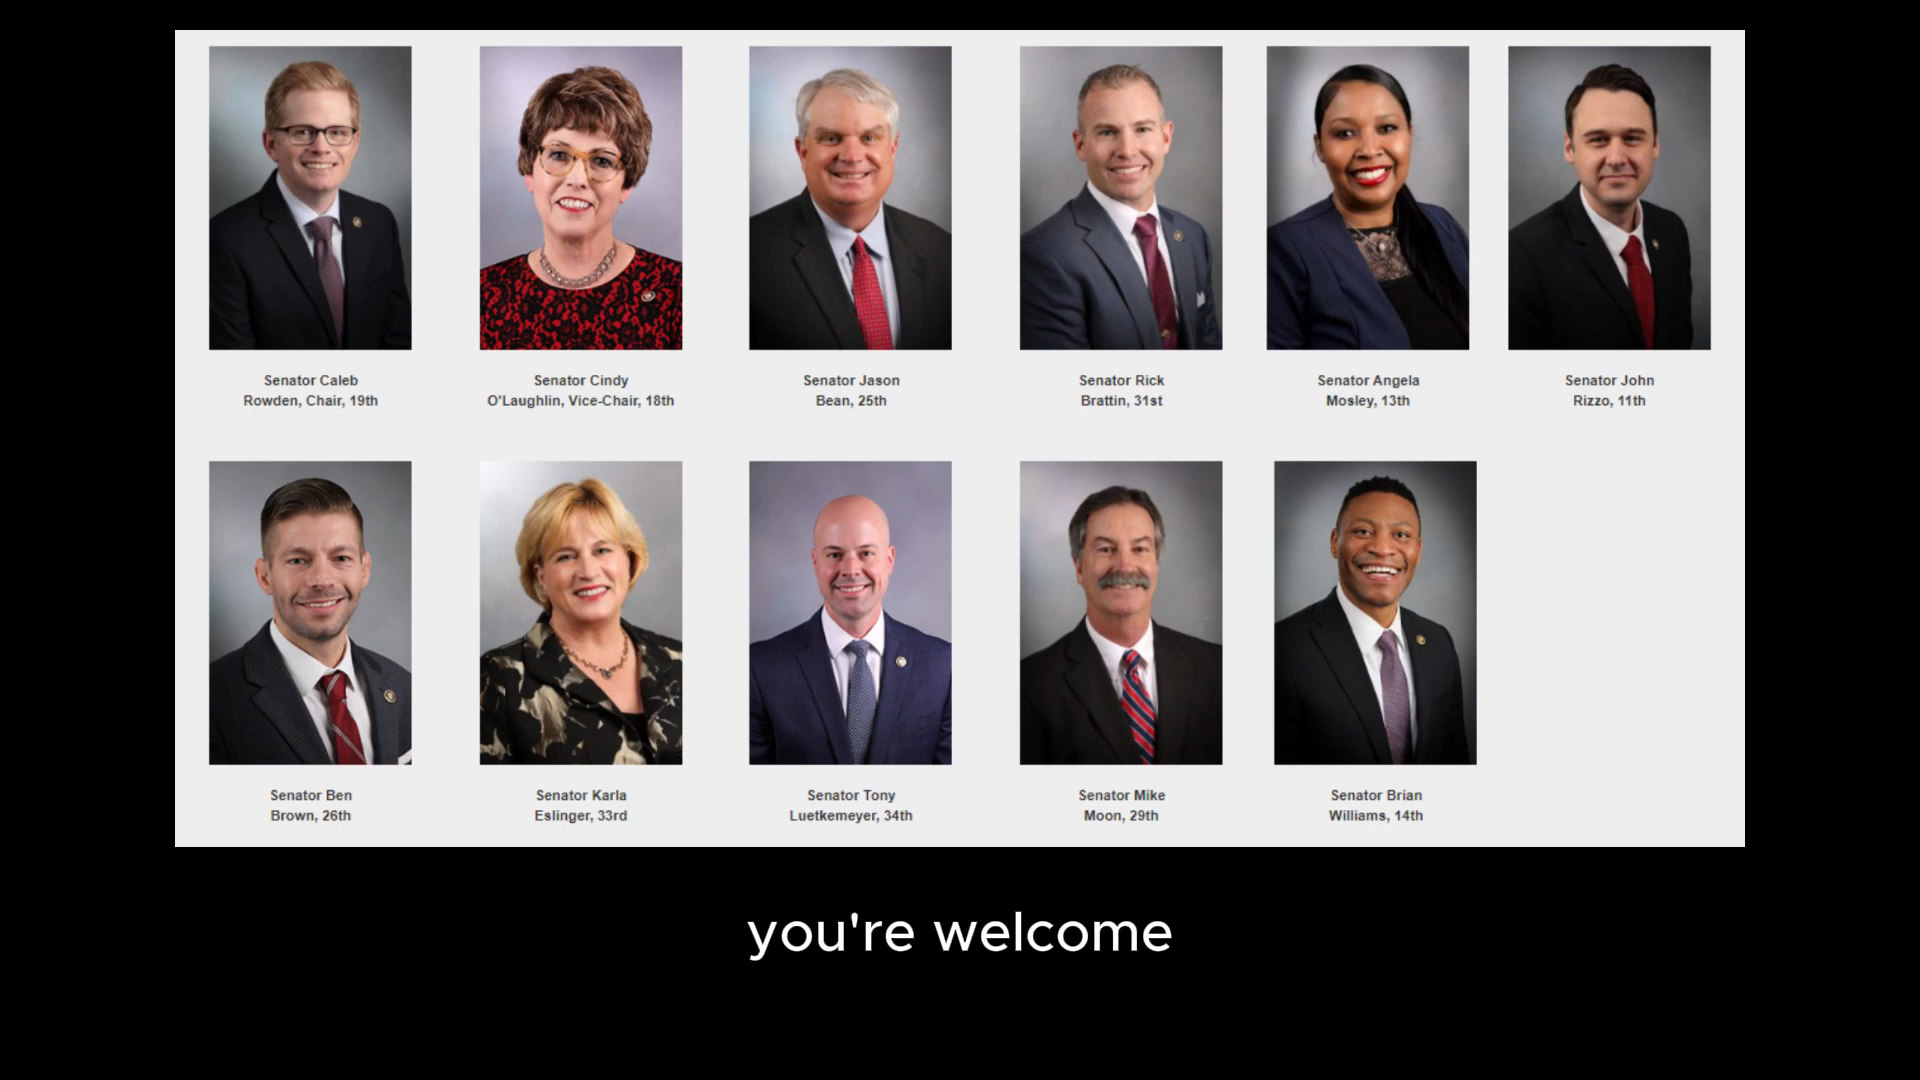 Senator Caleb
Rowden, Chair, 19th
Senator Cindy
O'Laughlin, Vice-Chair, 18th
Senator Jason
Bean, 25th
Senator Rick
Brattin, 31st
Senator Angela
Mosley, 13th
Senator John
Rizzo, 11th
Senator Ben
Brown, 26th
Senator Karla
Eslinger, 33rd
Senator Tony
Luetkemeyer, 34th
Senator Mike
Moon, 29th
Senator Brian
Williams, 14th
you're welcome